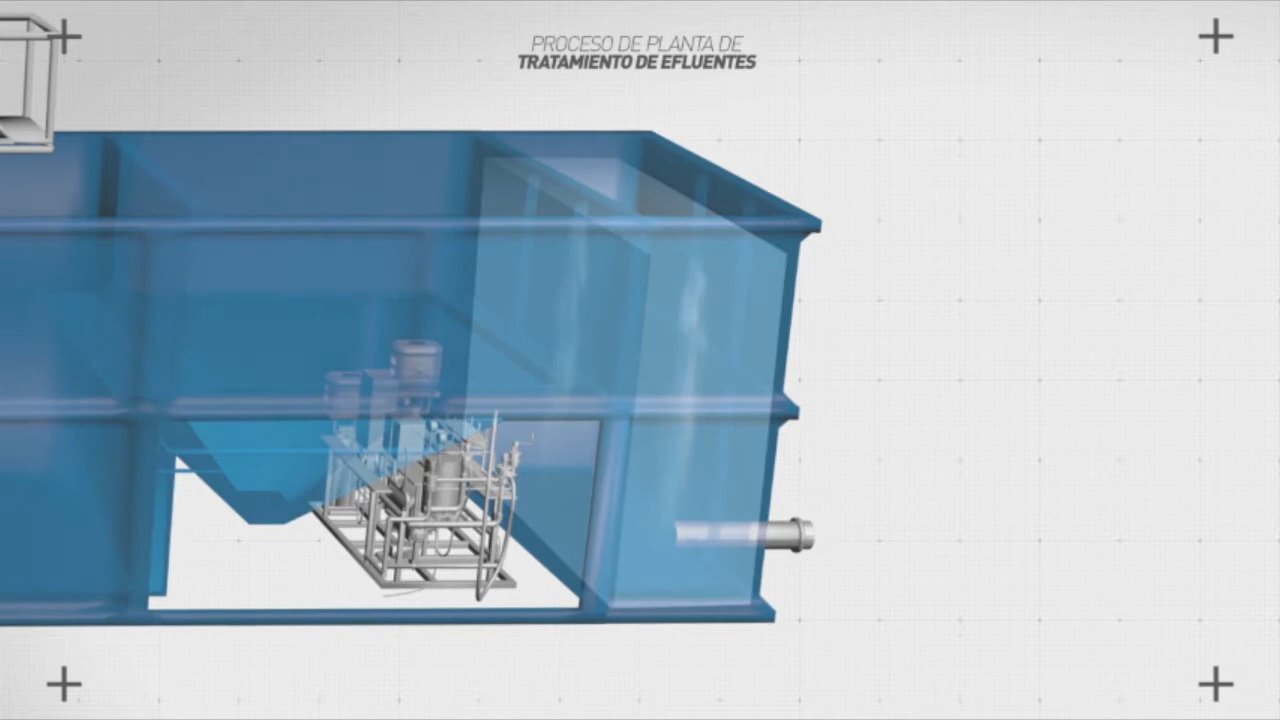 PROCESO DE PLANTA DE
TRATAMIENTO DE EFLUENTES